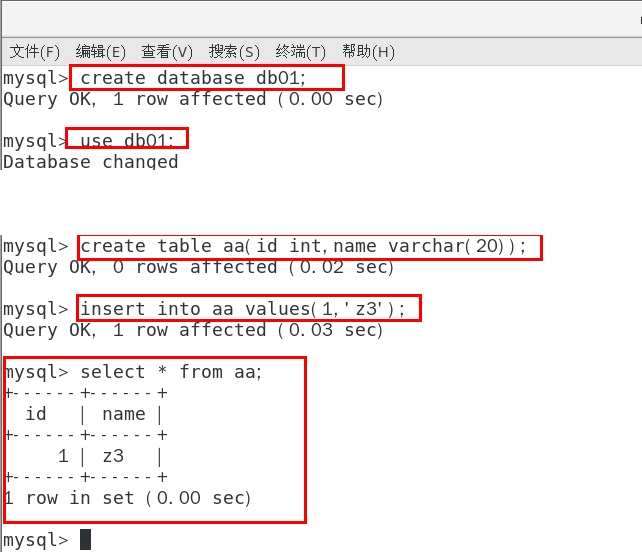 文件(F) 编辑(E) 查看(V) 搜索(S) 终端(T) 帮助(H)
mysql> create database db01;
Query OK, 1 row affected (0.00 sec)
mysql> use db01;
Database changed
mysql> create table aa(id int,name varchar(20));
Query OK, 0 rows affected (0.02 sec)
mysql> insert into aa values(1,'z3');
Query OK, 1 row affected (0.03 sec)
mysql> select * from aa;
+------+------+
id | name |
+------+------+
1 | z3 |
+------+------+
1 row in set (0.00 sec)
mysql>